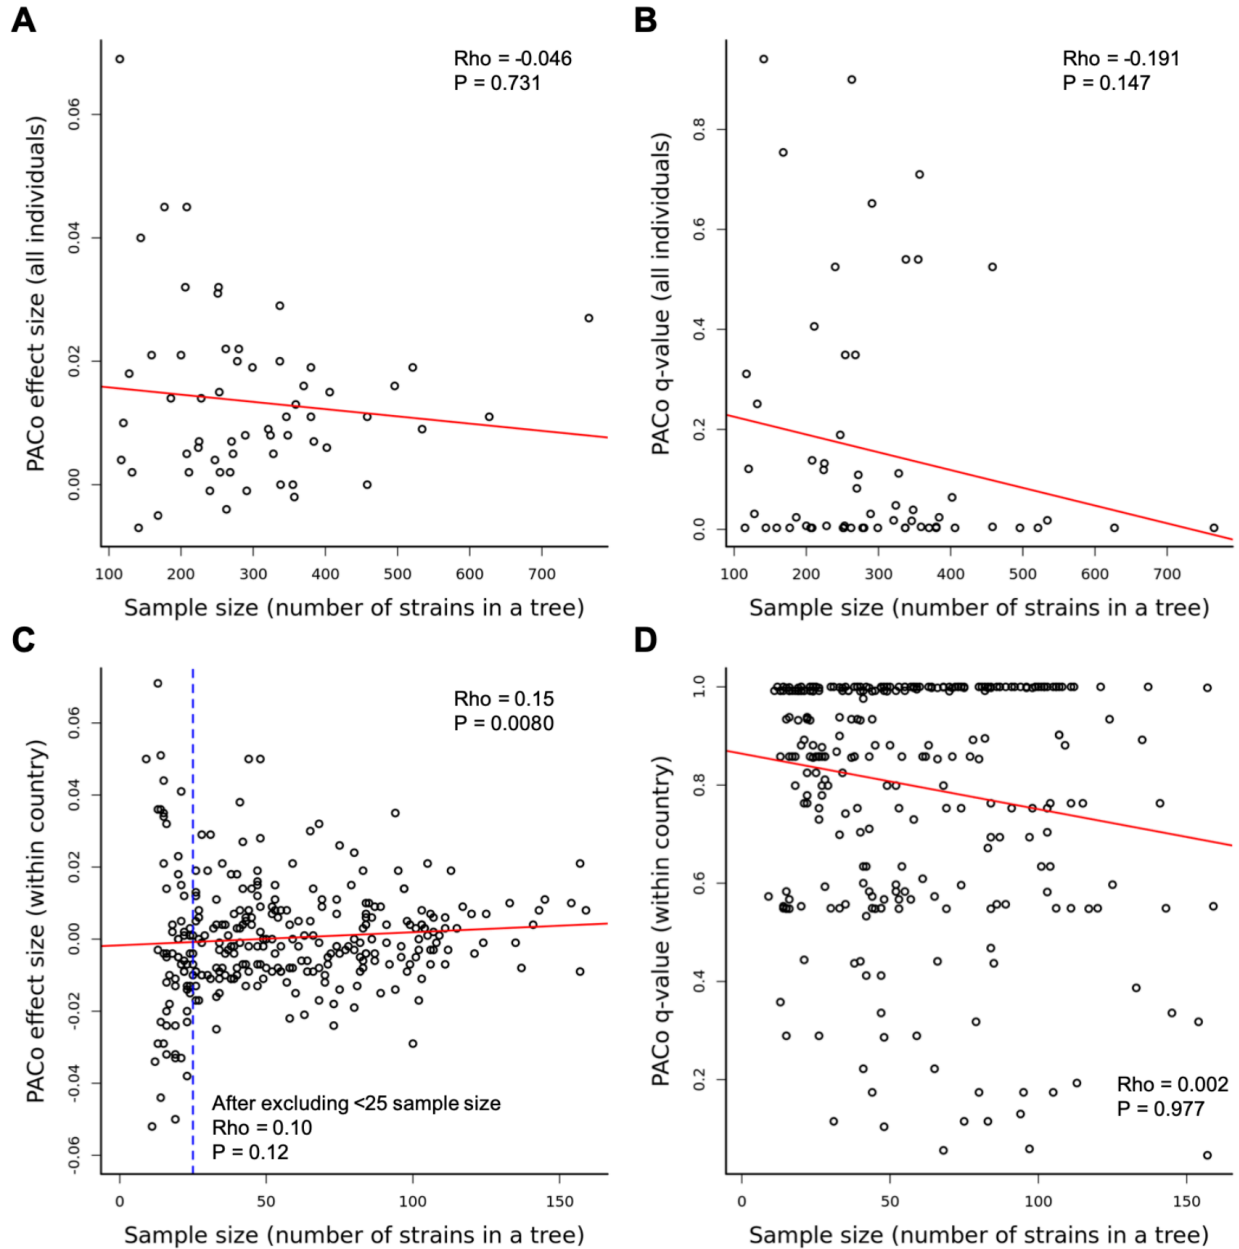 A
Rho = -0.046
P = 0.731
PACo effect size (all individuals)
0.06
0.04
0.02
0.00
100 200 300 400 500 600 700
Sample size (number of strains in a tree)
B
Rho = -0.191
P = 0.147
PACo q-value (all individuals)
0.8
0.6
0.4
0.2
0.0
100 200 300 400 500 600 700
Sample size (number of strains in a tree)
C
Rho = 0.15
P = 0.0080
PACo effect size (within country)
0.06
0.04
0.02
0.00
-0.02
-0.04
-0.06
After excluding <25 sample size
Rho = 0.10
P = 0.12
0 50 100 150
Sample size (number of strains in a tree)
D
PACo q-value (within country)
1.0
0.8
0.6
0.4
0.2
Rho = 0.002
P = 0.977
0 50 100 150
Sample size (number of strains in a tree)